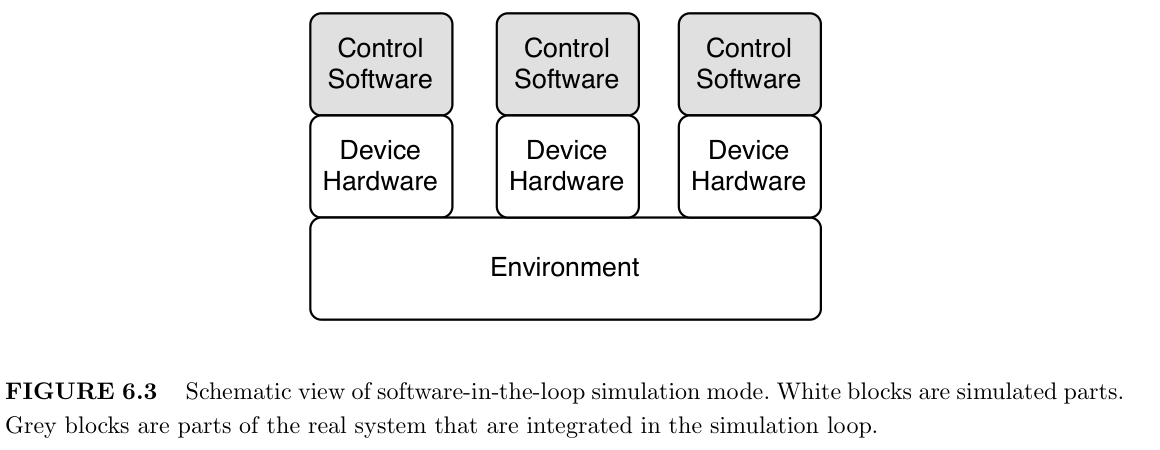 Control Control Control
Software Software Software
Device Device Device
Hardware Hardware Hardware
Environment
FIGURE 6.3 Schematic view of software-in-the-loop simulation mode. White blocks are simulated parts.
Grey blocks are parts of the real system that are integrated in the simulation loop.